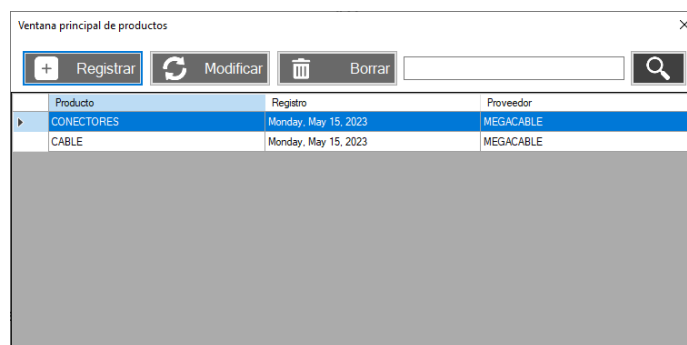 Ventana principal de productos
Registrar Modificar Borrar
Producto Registro Proveedor
CONECTORES Monday, May 15, 2023 MEGACABLE
CABLE Monday, May 15, 2023 MEGACABLE